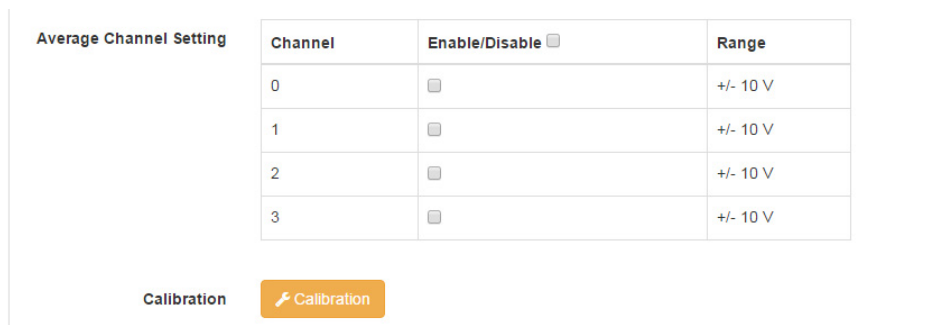 Average Channel Setting
Channel Enable/Disable Range
0 +/- 10 V
1 +/- 10 V
2 +/- 10 V
3 +/- 10 V
Calibration Calibration